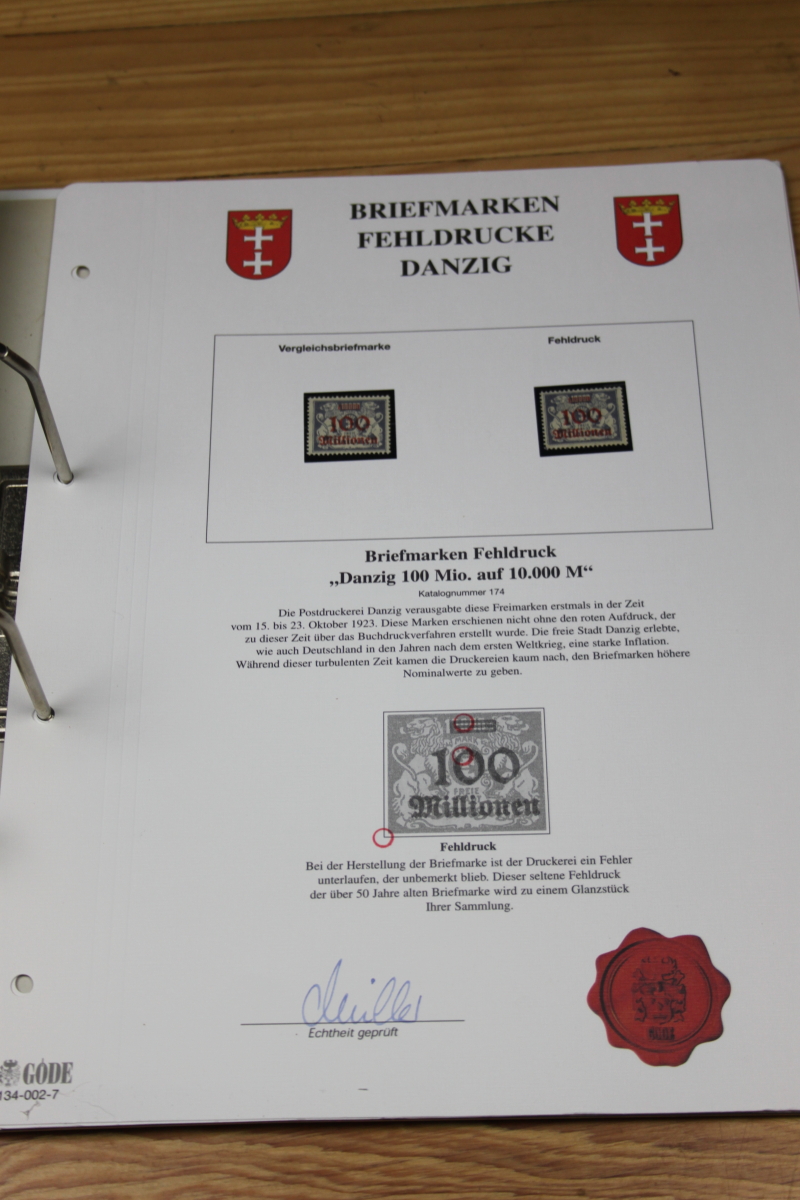 BRIEFMARKEN
FEHLDRUCKE
DANZIG
Vergleichsbriefmarke
Fehldruck
100
Millionen
100
Millionen
Briefmarken Fehldruck
„Danzig 100 Mio. auf 10.000 M“
Katalognummer 174
Die Postdruckerei Danzig verausgabte diese Freimarken erstmals in der Zeit
vom 15. bis 23. Oktober 1923. Diese Marken erschienen nicht ohne den roten Aufdruck, der
zu dieser Zeit über das Buchdruckverfahren erstellt wurde. Die freie Stadt Danzig erlebte,
wie auch Deutschland in den Jahren nach dem ersten Weltkrieg, eine starke Inflation.
Während dieser turbulenten Zeit kamen die Druckereien kaum nach, den Briefmarken höhere
Nominalwerte zu geben.
100
FREIE
Millionen
Fehldruck
Bei der Herstellung der Briefmarke ist der Druckerei ein Fehler
unterlaufen, der unbemerkt blieb. Dieser seltene Fehldruck
der über 50 Jahre alten Briefmarke wird zu einem Glanzstück
Ihrer Sammlung.
Echtheit geprüft
GÖDE
134-002-7